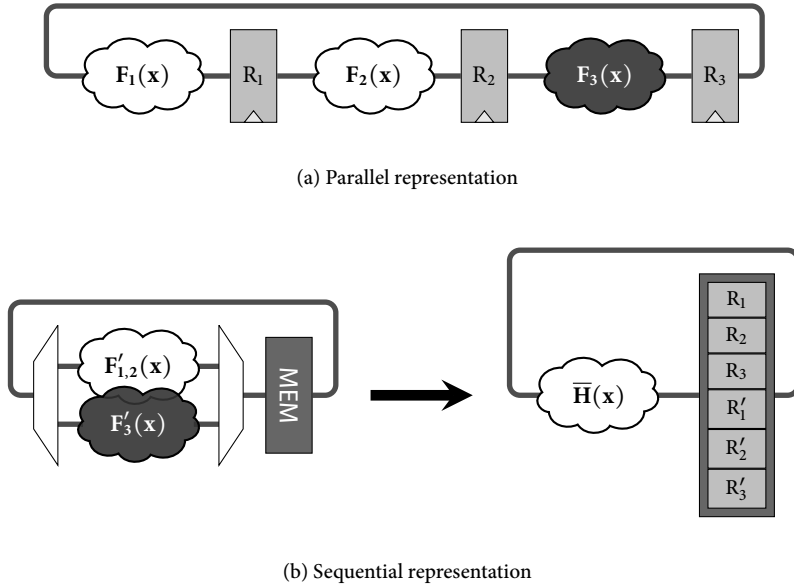 F₁(x) R₁ F₂(x) R₂ F₃(x) R₃
(a) Parallel representation
F′₁,₂(x)
F′₃(x)
MEM
H̅(x)
R₁
R₂
R₃
R′₁
R′₂
R′₃
(b) Sequential representation